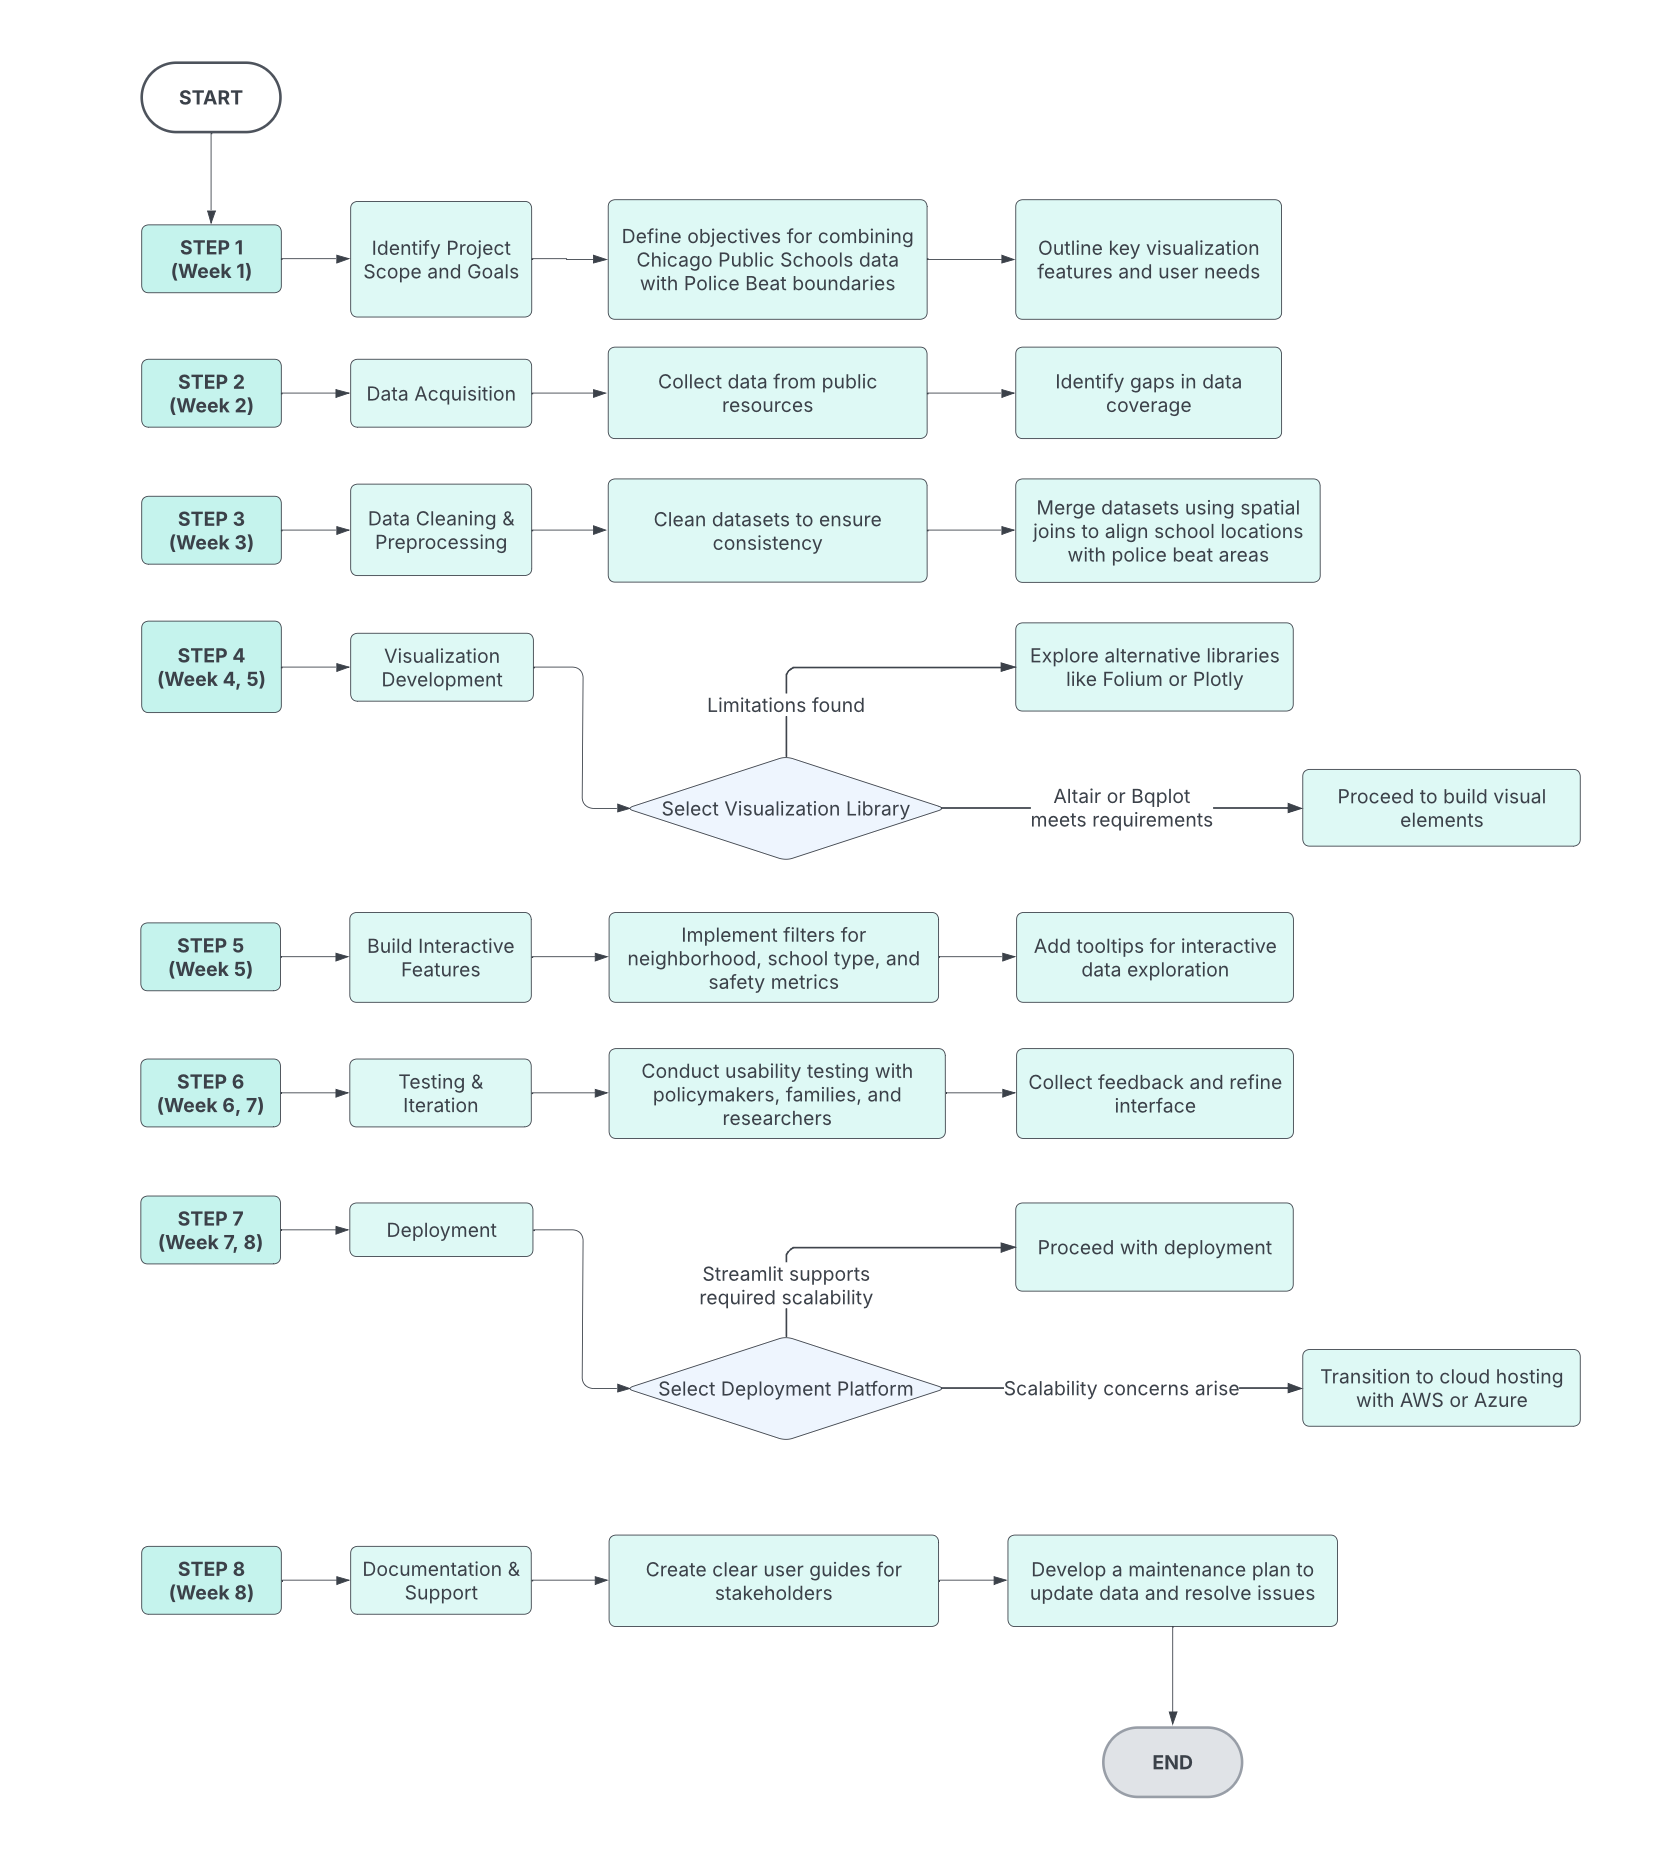 START
STEP 1
(Week 1)
Identify Project
Scope and Goals
Define objectives for combining
Chicago Public Schools data
with Police Beat boundaries
Outline key visualization
features and user needs
STEP 2
(Week 2)
Data Acquisition
Collect data from public
resources
Identify gaps in data
coverage
STEP 3
(Week 3)
Data Cleaning &
Preprocessing
Clean datasets to ensure
consistency
Merge datasets using spatial
joins to align school locations
with police beat areas
STEP 4
(Week 4, 5)
Visualization
Development
Limitations found
Explore alternative libraries
like Folium or Plotly
Select Visualization Library
Altair or Bqplot
meets requirements
Proceed to build visual
elements
STEP 5
(Week 5)
Build Interactive
Features
Implement filters for
neighborhood, school type, and
safety metrics
Add tooltips for interactive
data exploration
STEP 6
(Week 6, 7)
Testing &
Iteration
Conduct usability testing with
policymakers, families, and
researchers
Collect feedback and refine
interface
STEP 7
(Week 7, 8)
Deployment
Streamlit supports
required scalability
Proceed with deployment
Select Deployment Platform
Scalability concerns arise
Transition to cloud hosting
with AWS or Azure
STEP 8
(Week 8)
Documentation &
Support
Create clear user guides for
stakeholders
Develop a maintenance plan to
update data and resolve issues
END